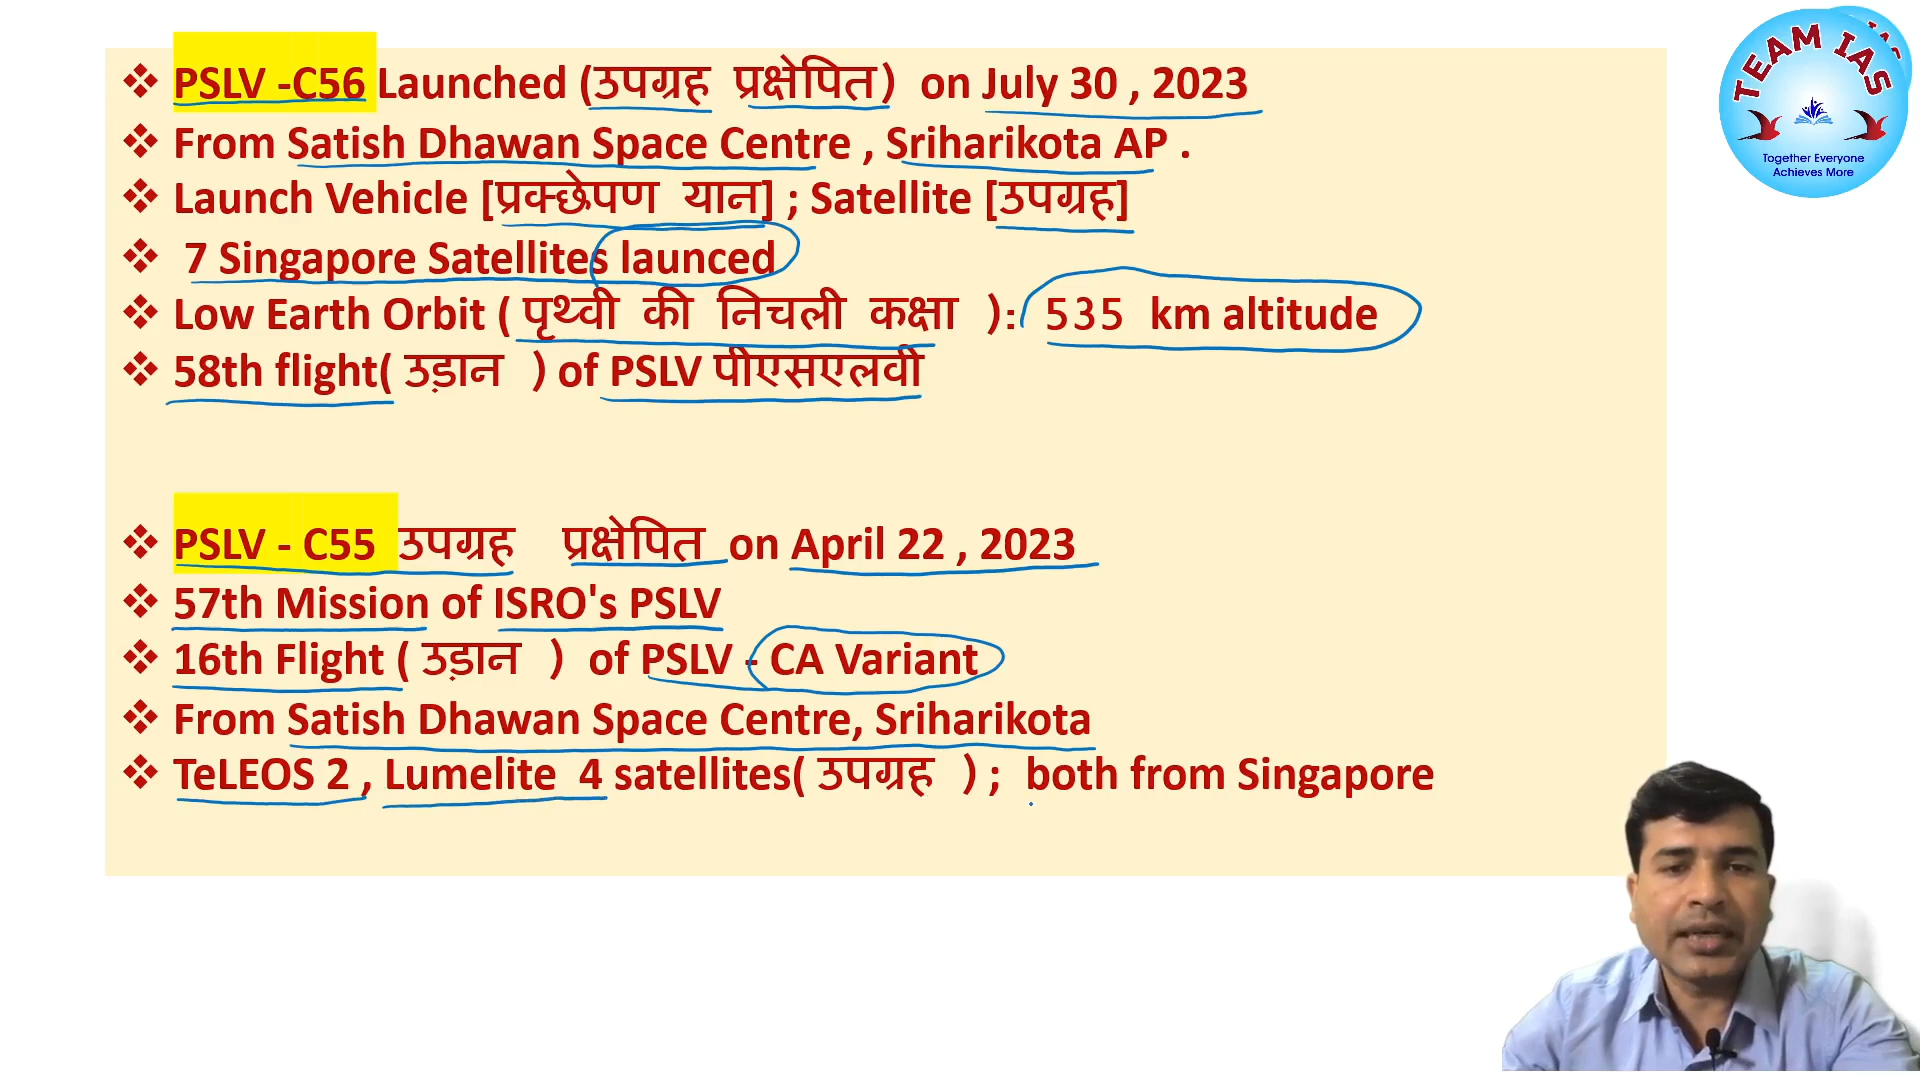 PSLV -C56 Launched (उपग्रह प्रक्षेपित) on July 30 , 2023
From Satish Dhawan Space Centre , Sriharikota AP .
Launch Vehicle [प्रक्छेपण यान] ; Satellite [उपग्रह]
7 Singapore Satellites launced
Low Earth Orbit ( पृथ्वी की निचली कक्षा ): 535 km altitude
58th flight( उड़ान ) of PSLV पीएसएलवी
PSLV - C55 उपग्रह प्रक्षेपित on April 22 , 2023
57th Mission of ISRO's PSLV
16th Flight ( उड़ान ) of PSLV - CA Variant
From Satish Dhawan Space Centre, Sriharikota
TeLEOS 2 , Lumelite 4 satellites( उपग्रह ) ; both from Singapore
TEAM IAS
IAS
Together Everyone
Achieves More